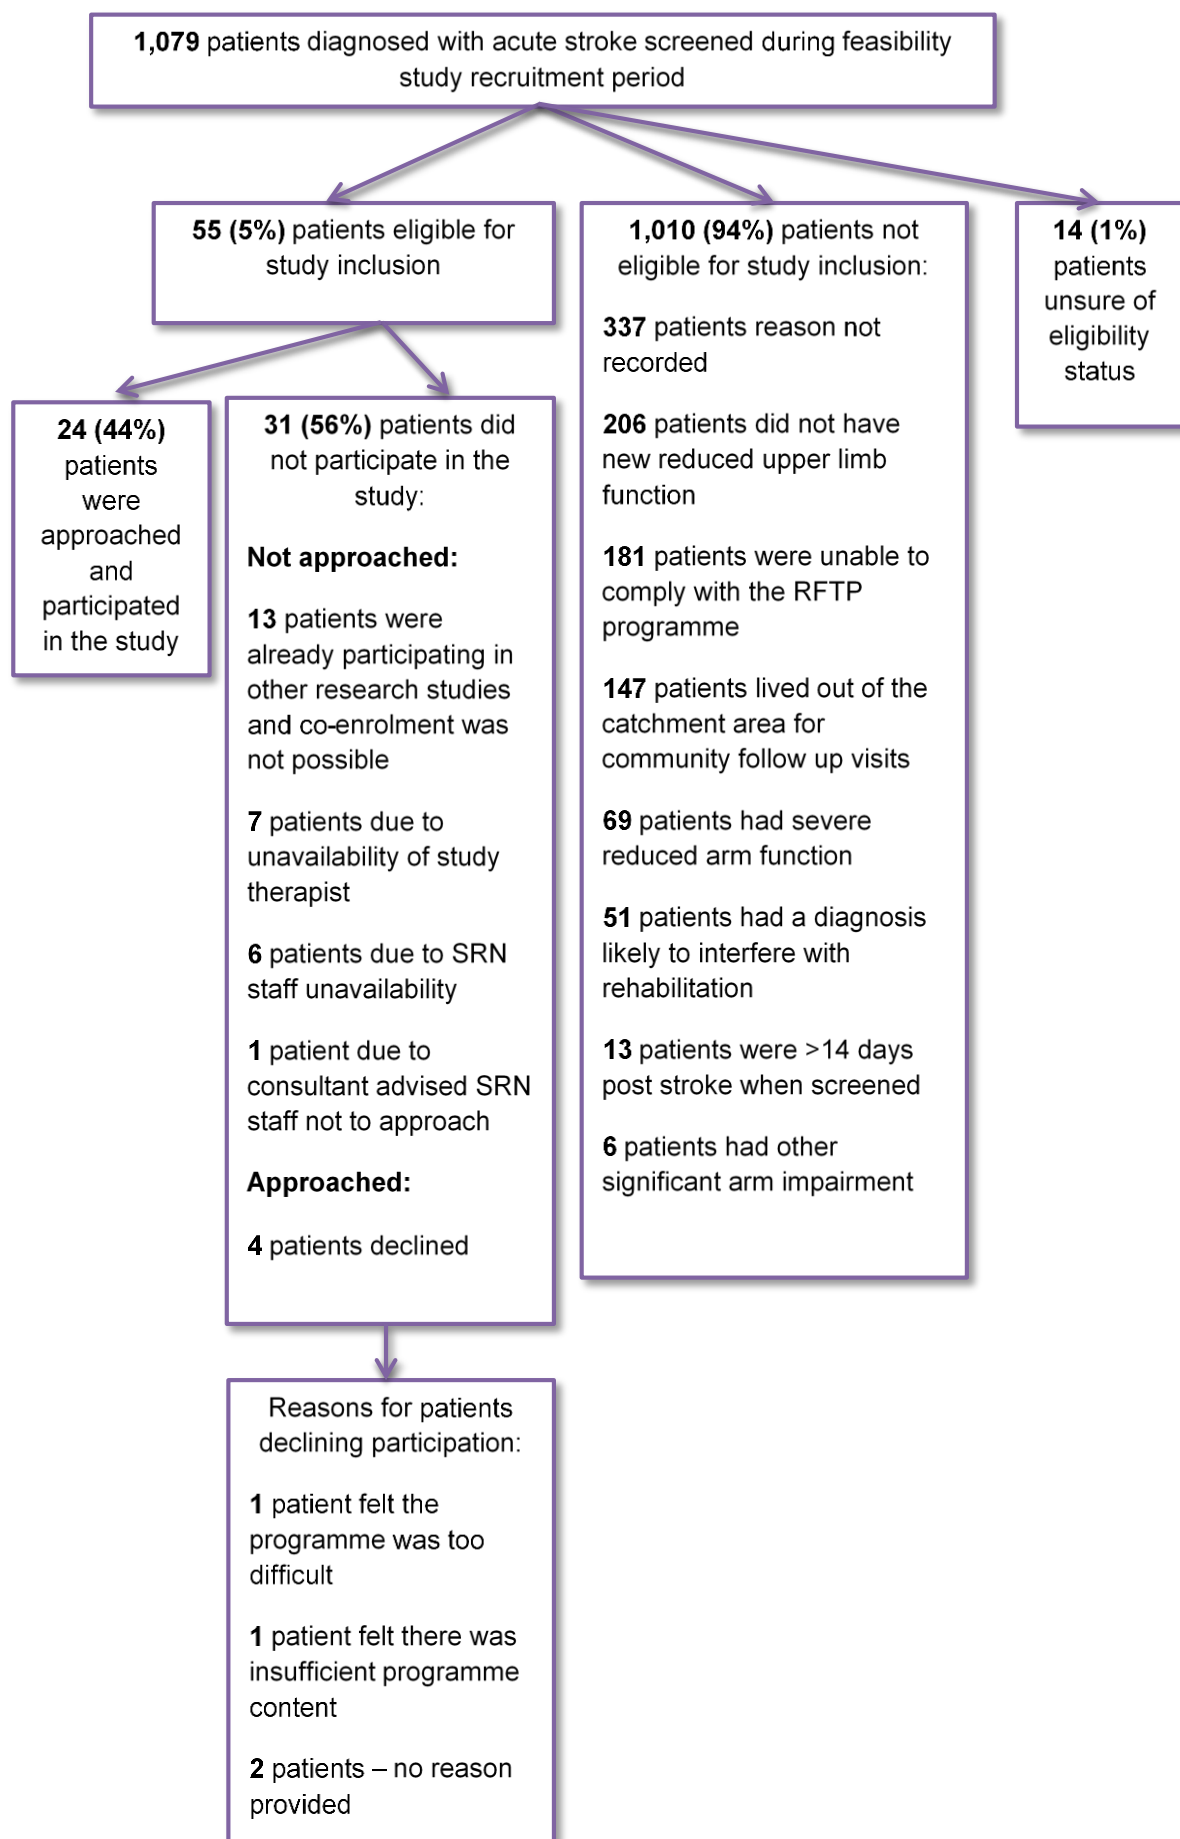 1,079 patients diagnosed with acute stroke screened during feasibility
study recruitment period
55 (5%) patients eligible for
study inclusion
1,010 (94%) patients not
eligible for study inclusion:
337 patients reason not
recorded
206 patients did not have
new reduced upper limb
function
181 patients were unable to
comply with the RFTP
programme
147 patients lived out of the
catchment area for
community follow up visits
69 patients had severe
reduced arm function
51 patients had a diagnosis
likely to interfere with
rehabilitation
13 patients were >14 days
post stroke when screened
6 patients had other
significant arm impairment
14 (1%)
patients
unsure of
eligibility
status
24 (44%)
patients
were
approached
and
participated
in the study
31 (56%) patients did
not participate in the
study:
Not approached:
13 patients were
already participating in
other research studies
and co-enrolment was
not possible
7 patients due to
unavailability of study
therapist
6 patients due to SRN
staff unavailability
1 patient due to
consultant advised SRN
staff not to approach
Approached:
4 patients declined
Reasons for patients
declining participation:
1 patient felt the
programme was too
difficult
1 patient felt there was
insufficient programme
content
2 patients – no reason
provided